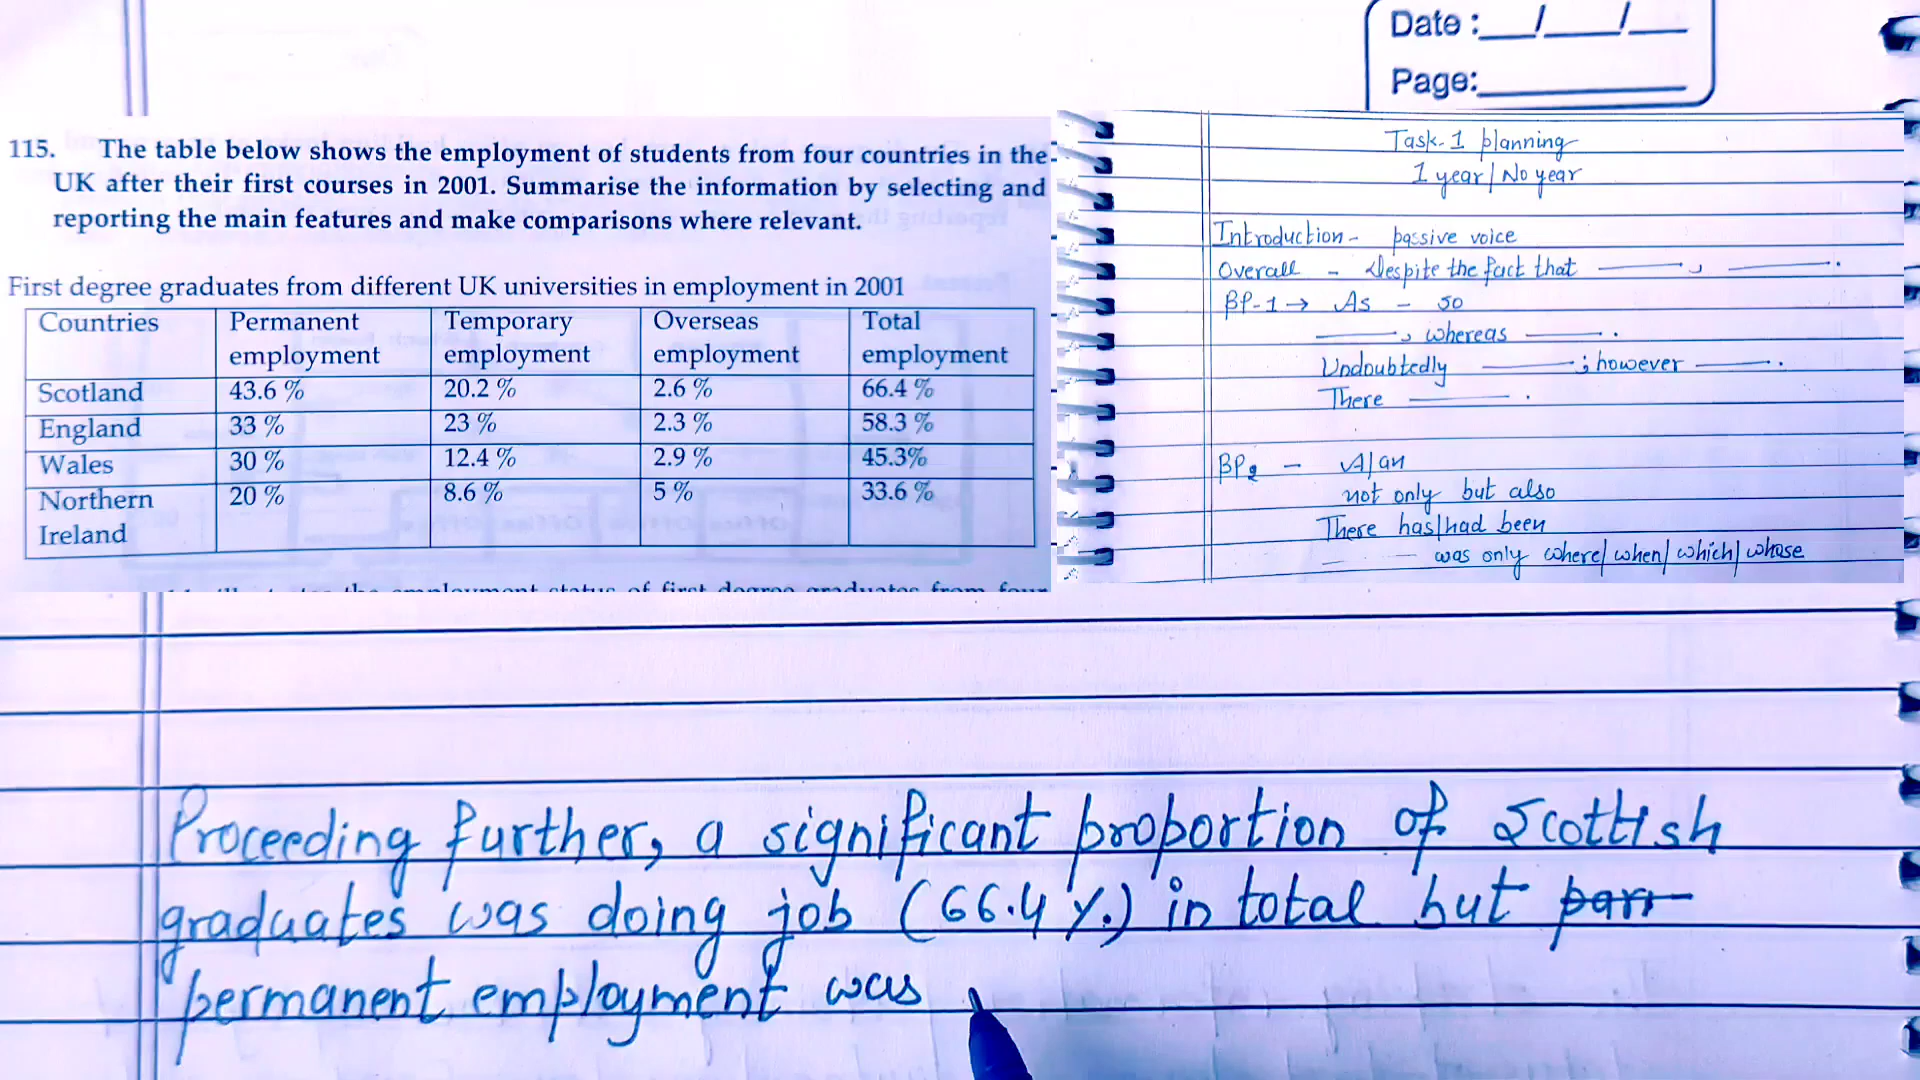 Date :___/___/___
Page:____________
115. The table below shows the employment of students from four countries in the
UK after their first courses in 2001. Summarise the information by selecting and
reporting the main features and make comparisons where relevant.
First degree graduates from different UK universities in employment in 2001
Countries Permanent employment Temporary employment Overseas employment Total employment
Scotland 43.6 % 20.2 % 2.6 % 66.4 %
England 33 % 23 % 2.3 % 58.3 %
Wales 30 % 12.4 % 2.9 % 45.3%
Northern Ireland 20 % 8.6 % 5 % 33.6 %
Task-1 planning
1 year/No year
Introduction - passive voice
Overall - Despite the fact that ———, ———.
BP-1 → As - so
———, whereas ———.
Undoubtedly ———; however ———.
There ———.
BP2 - A/an
not only but also
There has/had been
— was only where/when/which/whose
Proceeding further, a significant proportion of Scottish
graduates was doing job (66.4%) in total but
permanent employment was